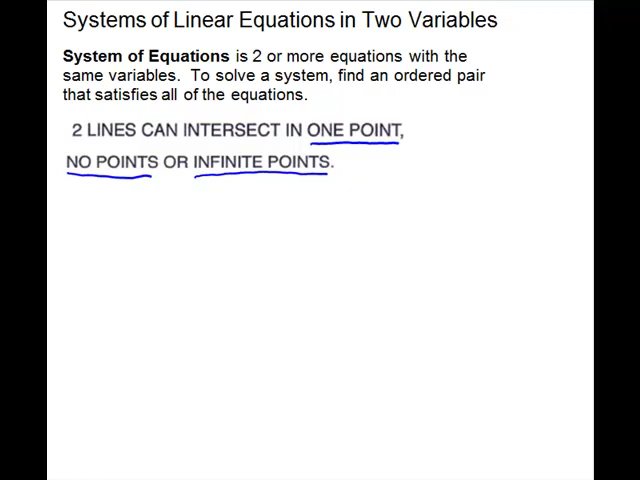 Systems of Linear Equations in Two Variables
System of Equations is 2 or more equations with the
same variables. To solve a system, find an ordered pair
that satisfies all of the equations.
2 LINES CAN INTERSECT IN ONE POINT,
NO POINTS OR INFINITE POINTS.